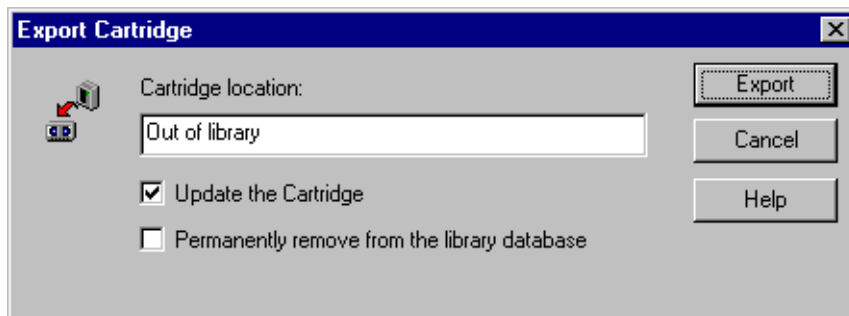 Export Cartridge
Cartridge location:
Out of library
Update the Cartridge
Permanently remove from the library database
Export
Cancel
Help